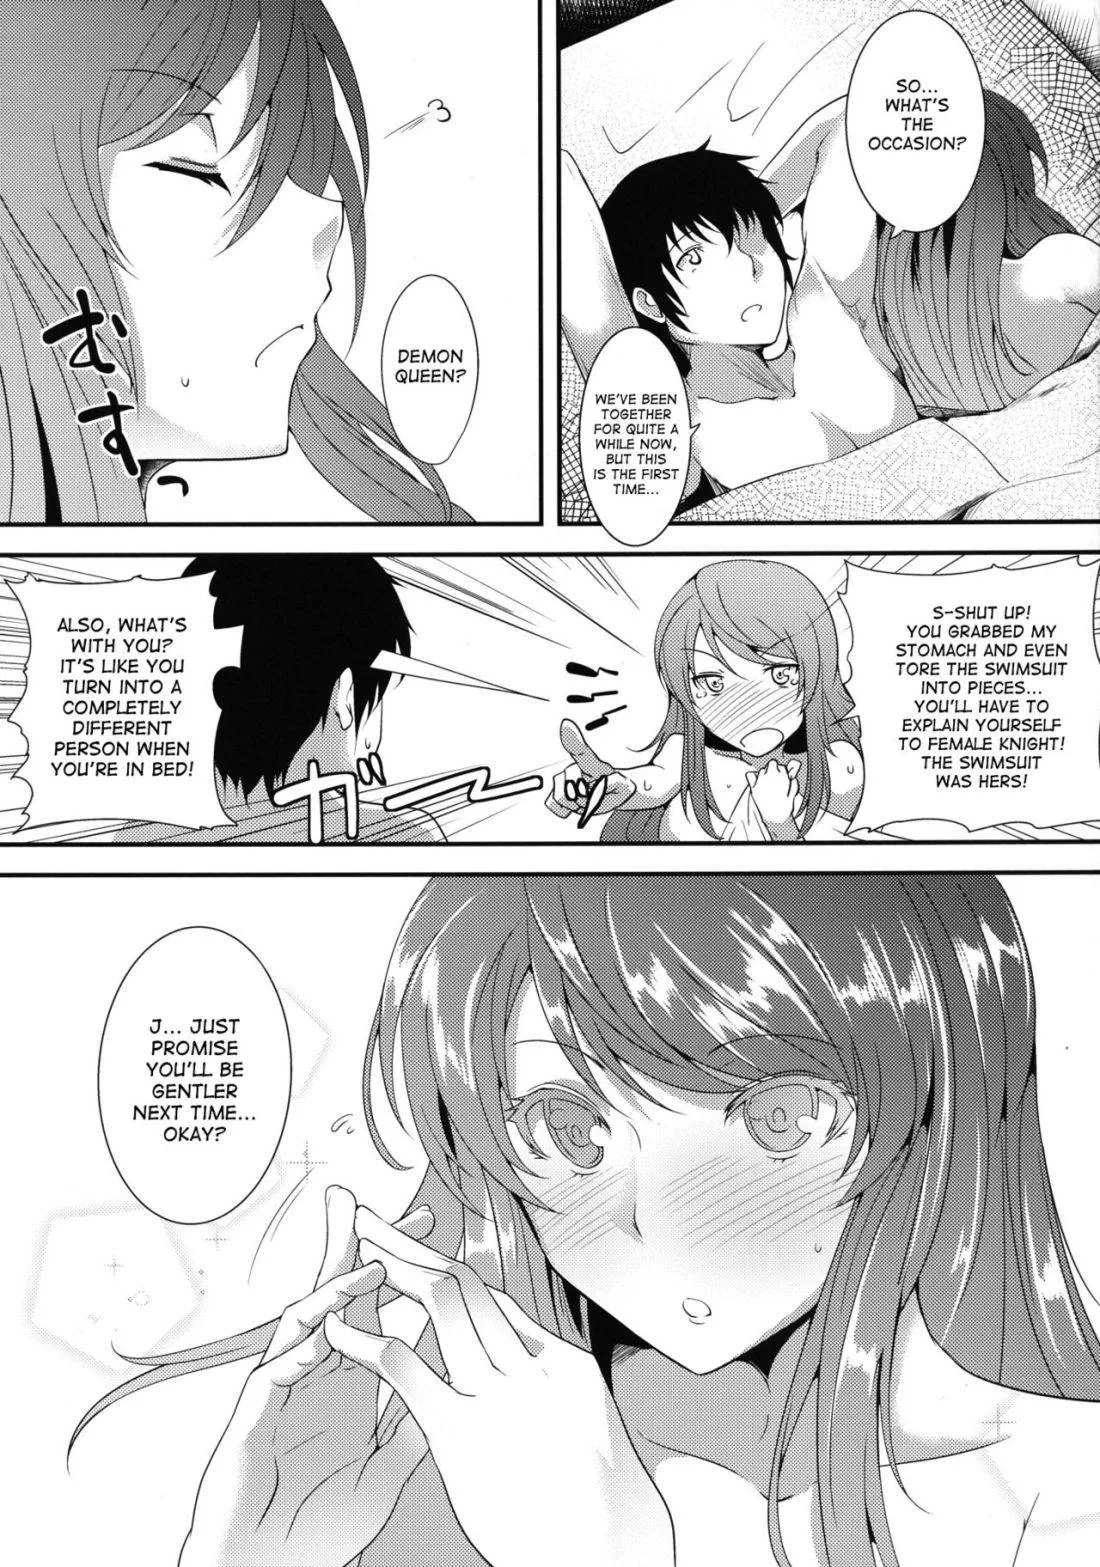 SO...
WHAT'S
THE
OCCASION?
WE'VE BEEN
TOGETHER
FOR QUITE A
WHILE NOW,
BUT THIS
IS THE FIRST
TIME...
DEMON
QUEEN?
むすっ
S-SHUT UP!
YOU GRABBED MY
STOMACH AND EVEN
TORE THE SWIMSUIT
INTO PIECES...
YOU'LL HAVE TO
EXPLAIN YOURSELF
TO FEMALE KNIGHT!
THE SWIMSUIT
WAS HERS!
ガーッ
ALSO, WHAT'S
WITH YOU?
IT'S LIKE YOU
TURN INTO A
COMPLETELY
DIFFERENT
PERSON WHEN
YOU'RE IN BED!
J... JUST
PROMISE
YOU'LL BE
GENTLER
NEXT TIME...
OKAY?